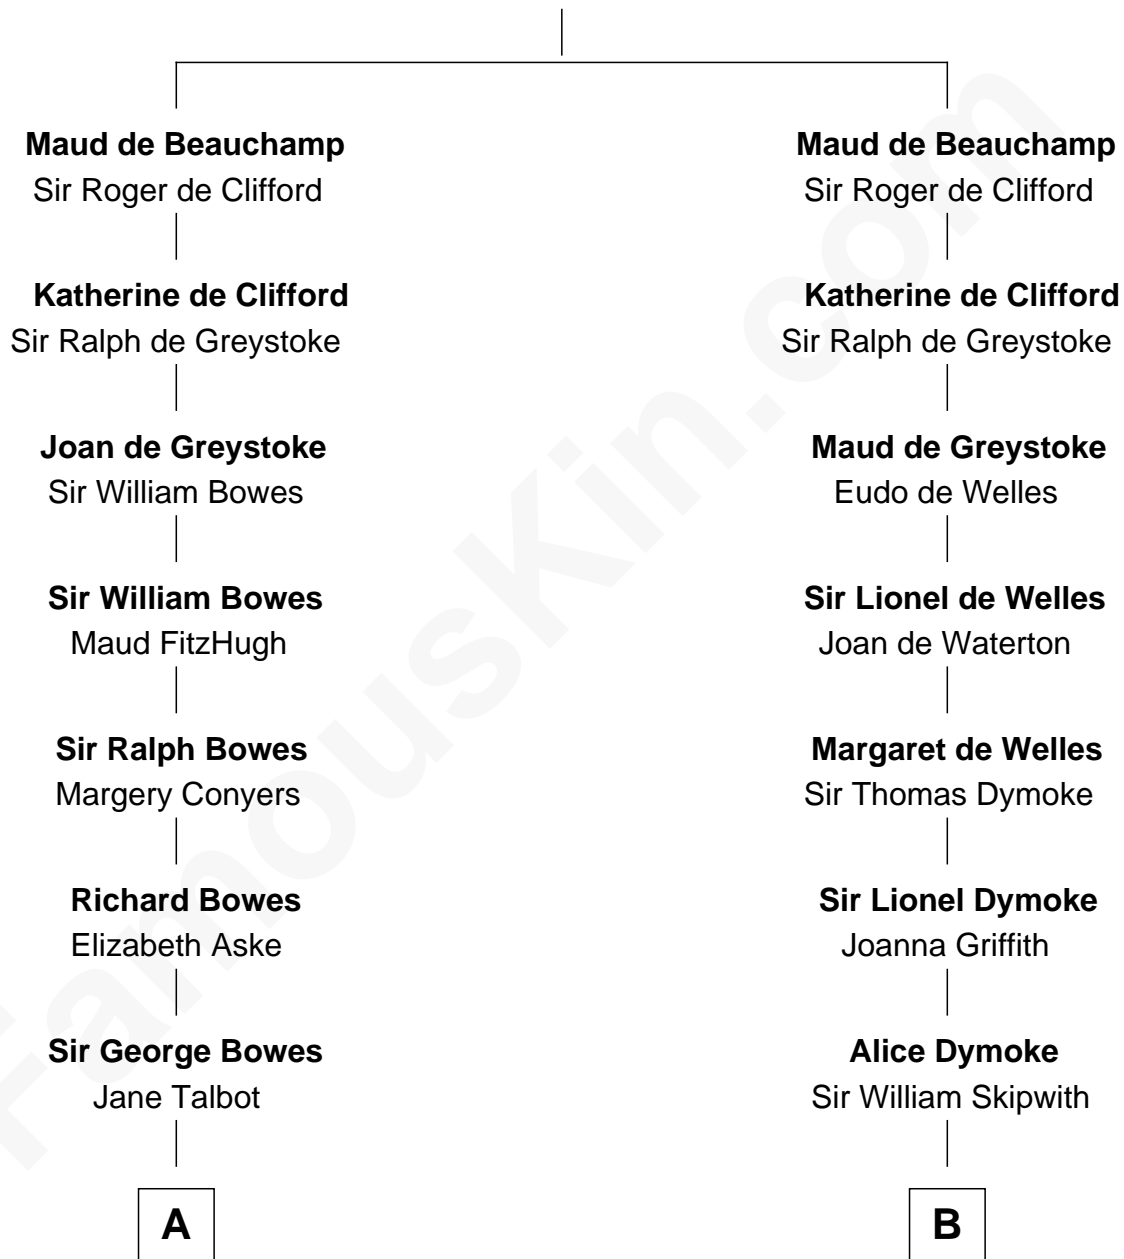 Maud de Beauchamp
Sir Roger de Clifford
Katherine de Clifford
Sir Ralph de Greystoke
Joan de Greystoke
Sir William Bowes
Sir William Bowes
Maud FitzHugh
Sir Ralph Bowes
Margery Conyers
Richard Bowes
Elizabeth Aske
Sir George Bowes
Jane Talbot
A
Maud de Beauchamp
Sir Roger de Clifford
Katherine de Clifford
Sir Ralph de Greystoke
Maud de Greystoke
Eudo de Welles
Sir Lionel de Welles
Joan de Waterton
Margaret de Welles
Sir Thomas Dymoke
Sir Lionel Dymoke
Joanna Griffith
Alice Dymoke
Sir William Skipwith
B
FamousKin.com